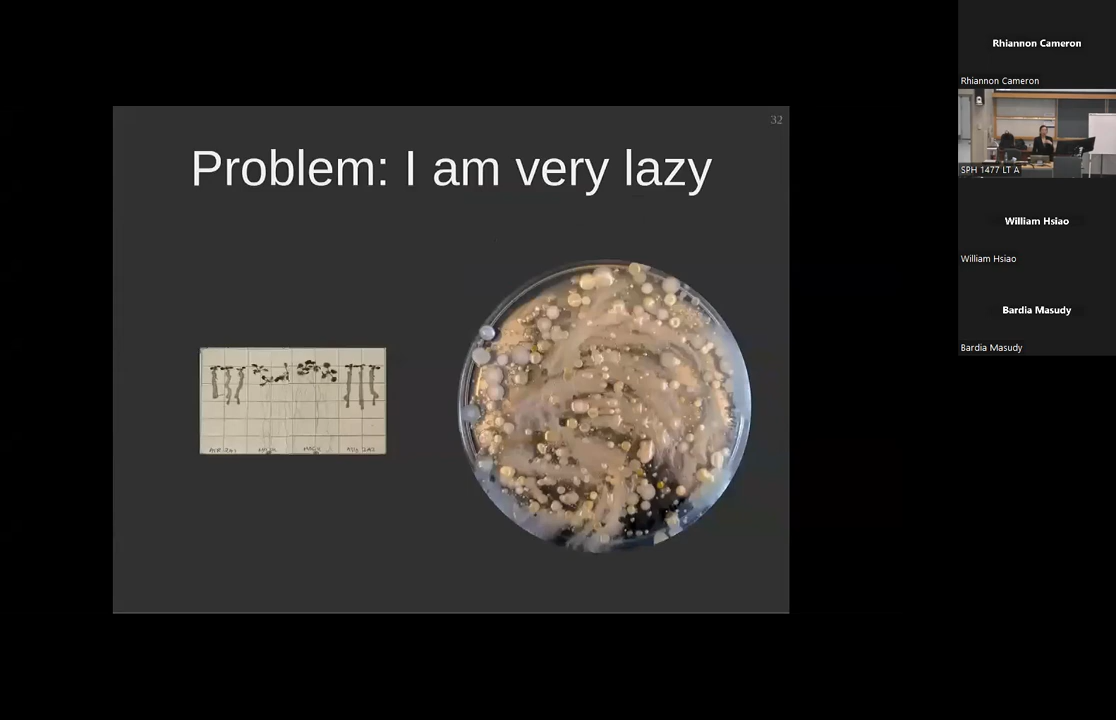 32
Problem: I am very lazy
Rhiannon Cameron
Rhiannon Cameron
SPH 1477 LT A
William Hsiao
William Hsiao
Bardia Masudy
Bardia Masudy